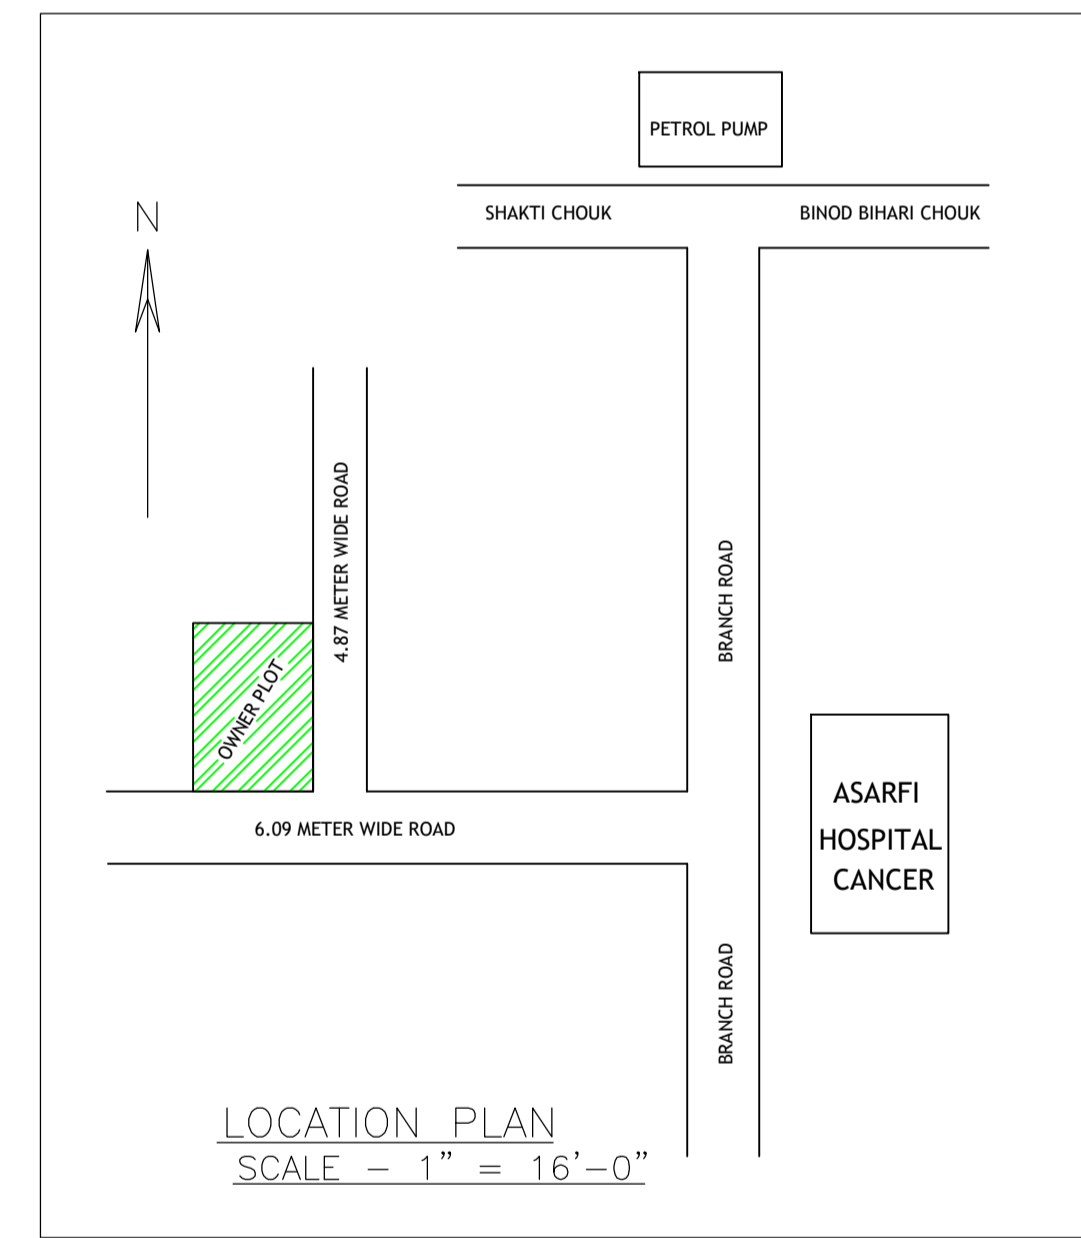 PETROL PUMP
SHAKTI CHOUK
BINOD BIHARI CHOUK
N
4.87 METER WIDE ROAD
BRANCH ROAD
OWNER PLOT
ASARFI
HOSPITAL
CANCER
6.09 METER WIDE ROAD
BRANCH ROAD
LOCATION PLAN
SCALE - 1" = 16'-0"